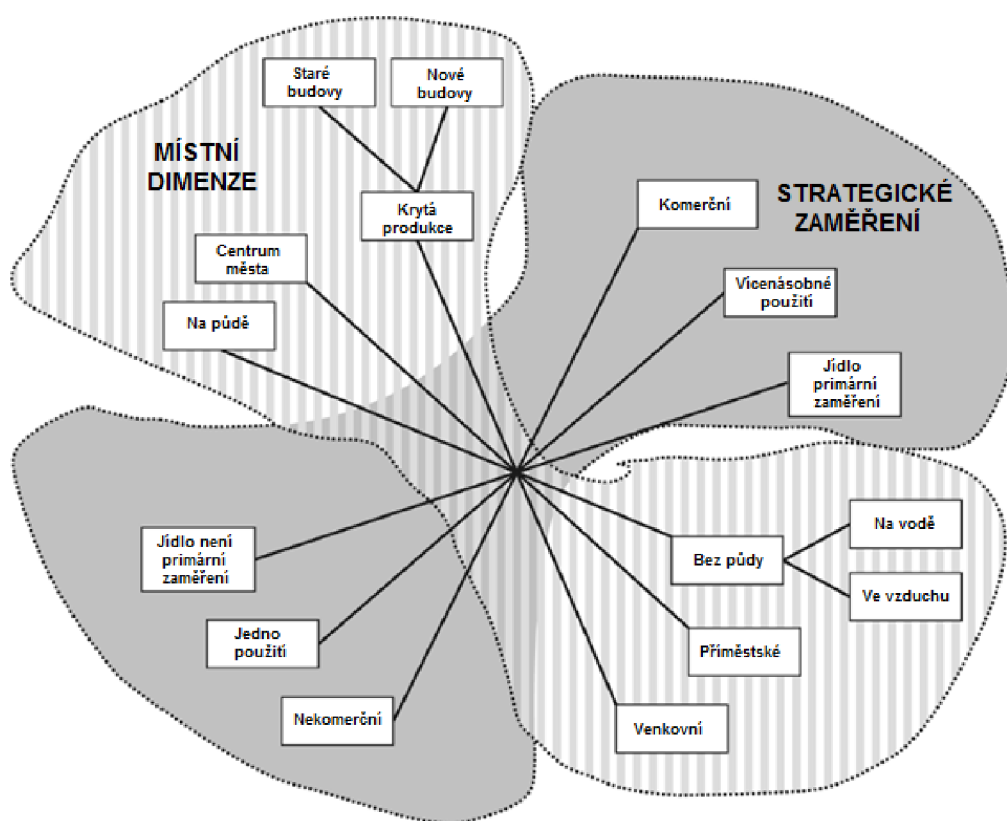 Staré
budovy
Nové
budovy
MÍSTNÍ
DIMENZE
Krytá
produkce
Centrum
města
Na půdě
Komerční
STRATEGICKÉ
ZAMĚŘENÍ
Vícenásobné
použití
Jídlo
primární
zaměření
Jídlo není
primární
zaměření
Jedno
použití
Nekomerční
Bez půdy
Na vodě
Ve vzduchu
Příměstské
Venkovní